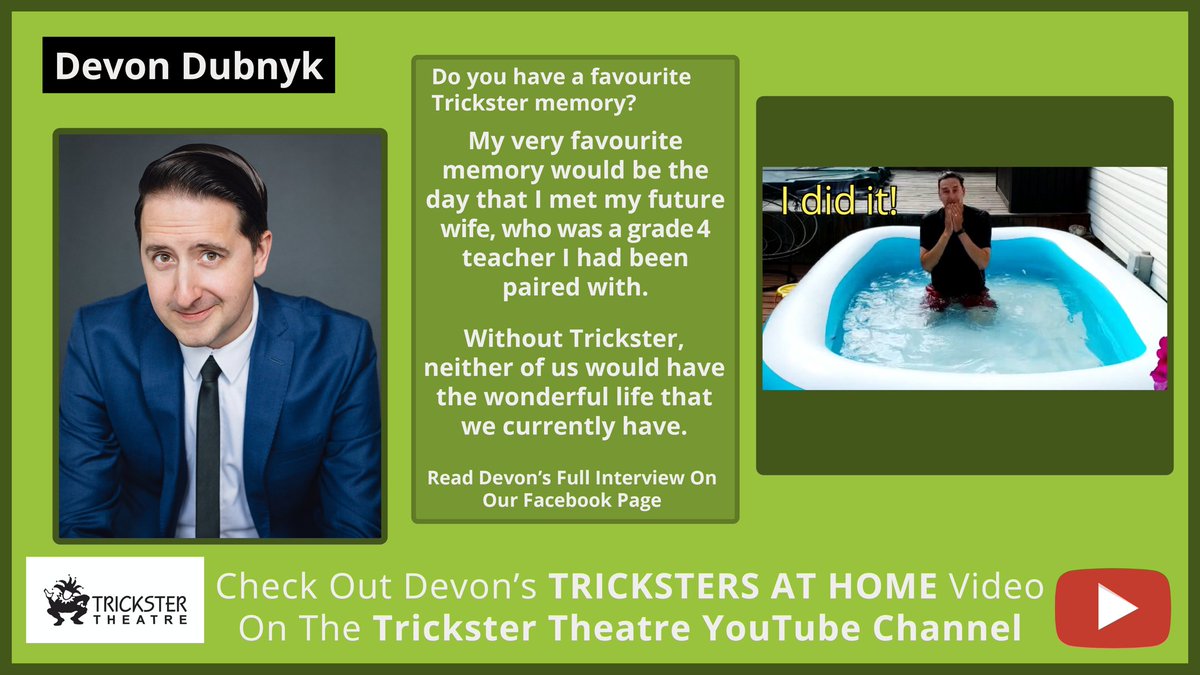 Devon Dubnyk
Do you have a favourite
Trickster memory?
My very favourite
memory would be the
day that I met my future
wife, who was a grade 4
teacher I had been
paired with.
Without Trickster,
neither of us would have
the wonderful life that
we currently have.
Read Devon’s Full Interview On
Our Facebook Page
I did it!
TRICKSTER
THEATRE
Check Out Devon’s TRICKSTERS AT HOME Video
On The Trickster Theatre YouTube Channel